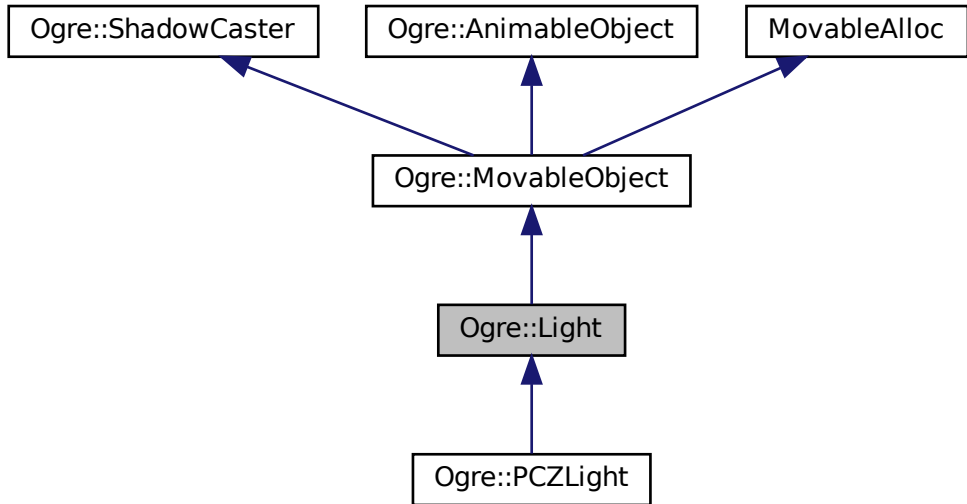 Ogre::ShadowCaster
Ogre::AnimableObject
MovableAlloc
Ogre::MovableObject
Ogre::Light
Ogre::PCZLight